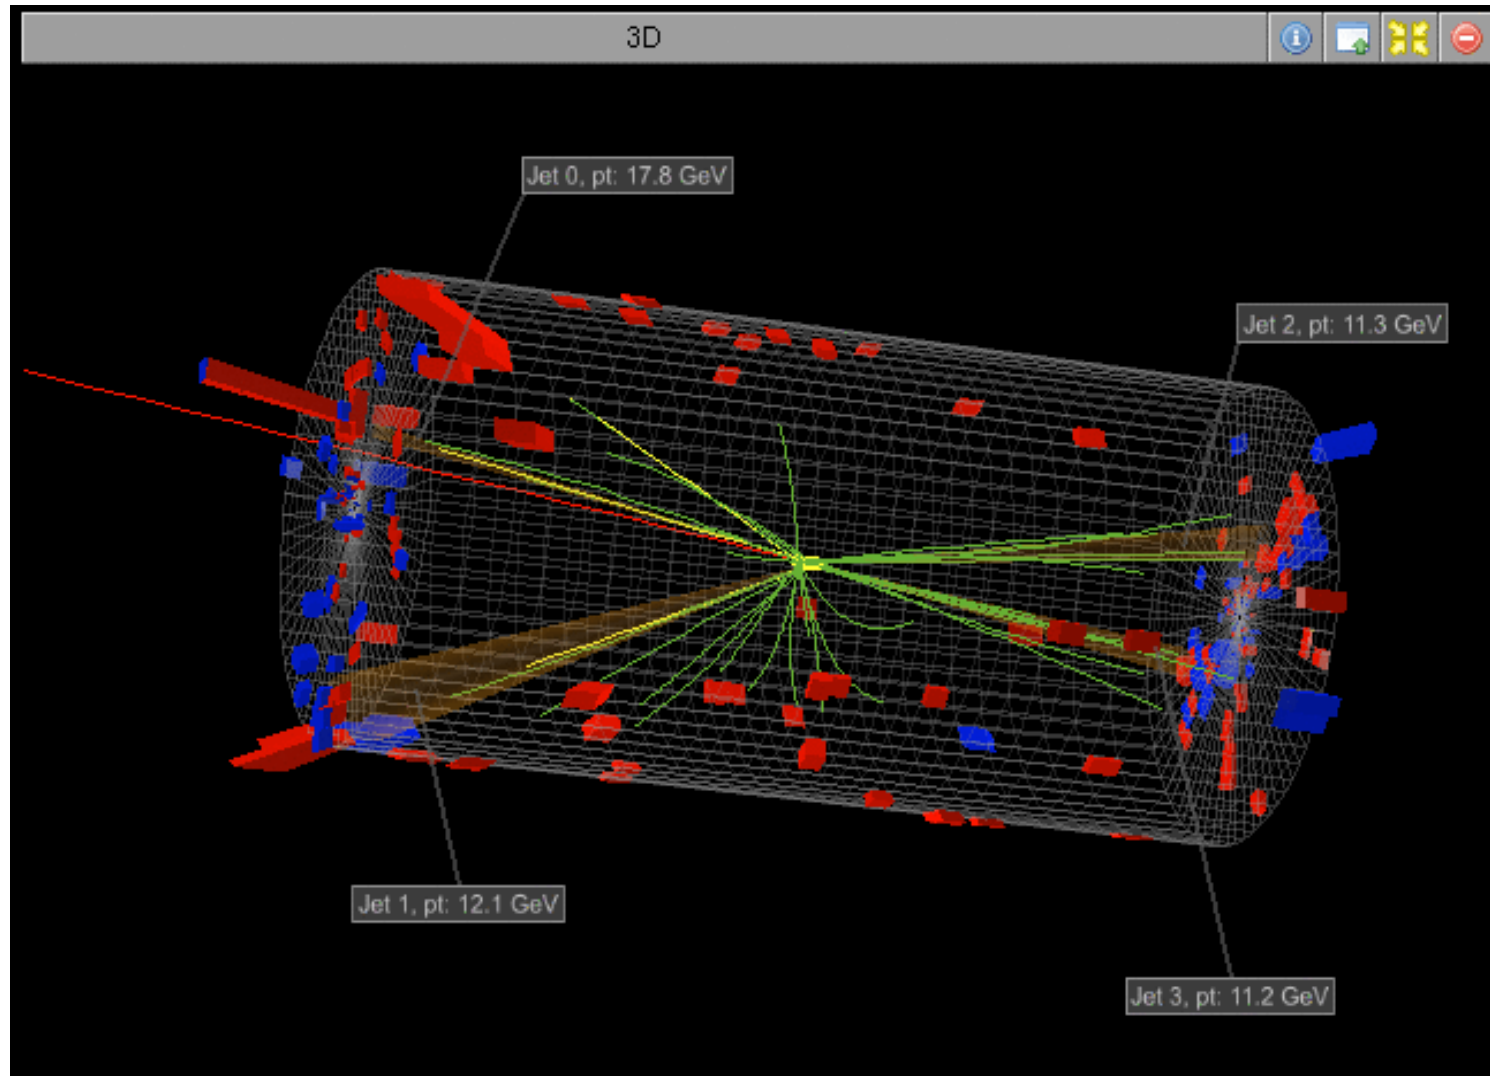 3D
Jet 0, pt: 17.8 GeV
Jet 2, pt: 11.3 GeV
Jet 1, pt: 12.1 GeV
Jet 3, pt: 11.2 GeV